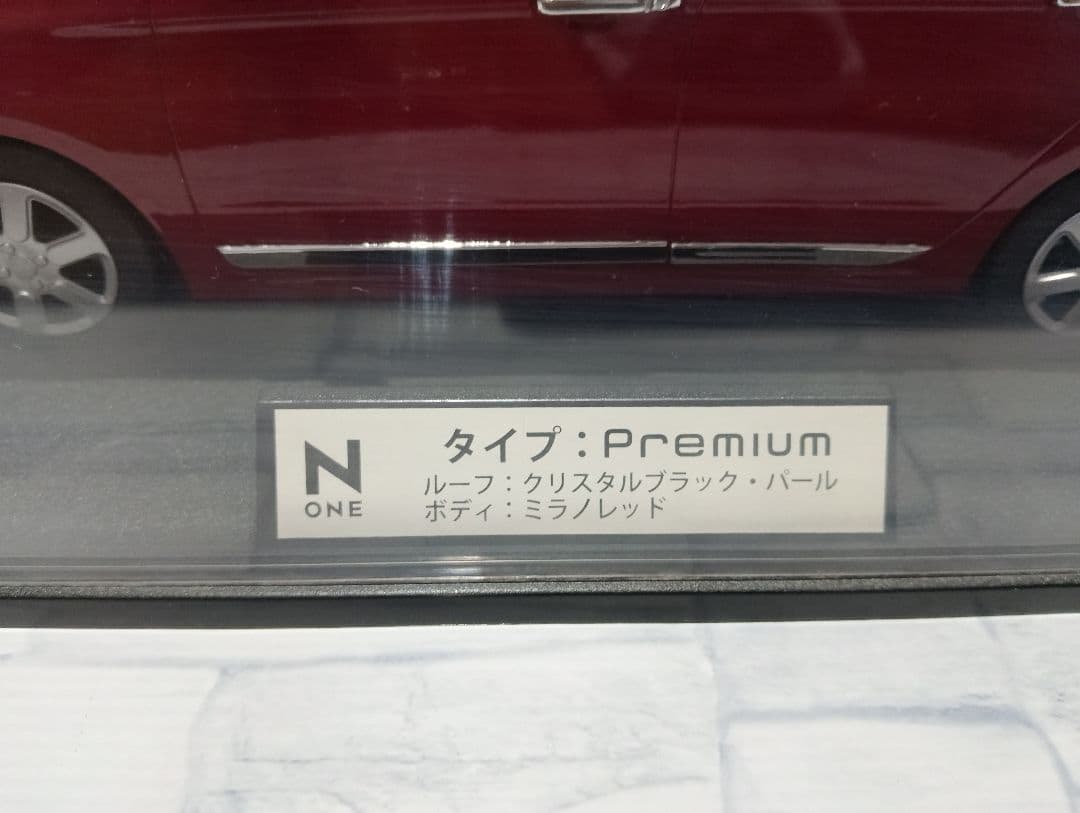 N
ONE
タイプ：Premium
ルーフ：クリスタルブラック・パール
ボディ：ミラノレッド